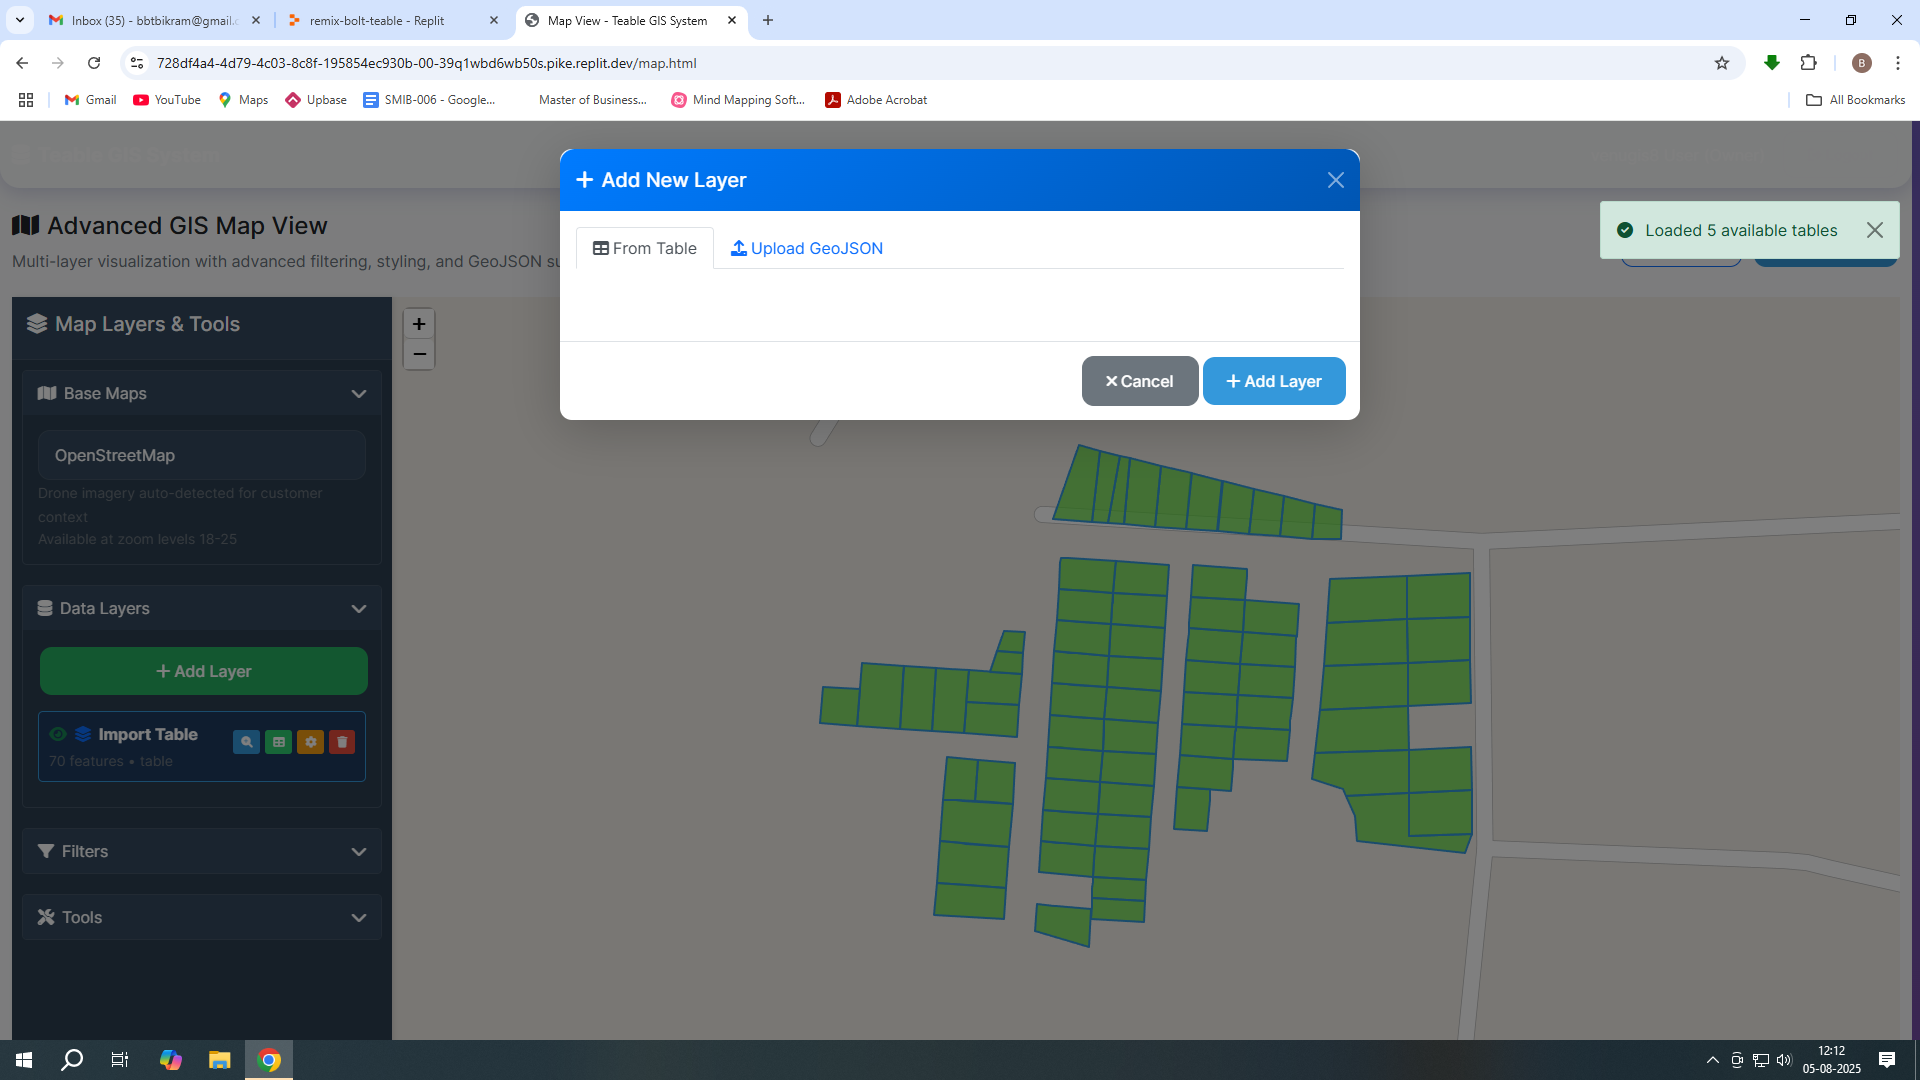 Inbox (35) - bbtbikram@gmail.c
remix-bolt-teable - Replit
Map View - Teable GIS System
728df4a4-4d79-4c03-8c8f-195854ec930b-00-39q1wbd6wb50s.pike.replit.dev/map.html
B
Gmail
YouTube
Maps
Upbase
SMIB-006 - Google...
Master of Business...
Mind Mapping Soft...
Adobe Acrobat
All Bookmarks
Add New Layer
From Table
Upload GeoJSON
Cancel
Add Layer
Loaded 5 available tables
Advanced GIS Map View
Multi-layer visualization with advanced filtering, styling, and GeoJSON su
Map Layers & Tools
+
−
Base Maps
OpenStreetMap
Drone imagery auto-detected for customer
context
Available at zoom levels 18-25
Data Layers
Add Layer
Import Table
70 features • table
Filters
Tools
12:12
05-08-2025